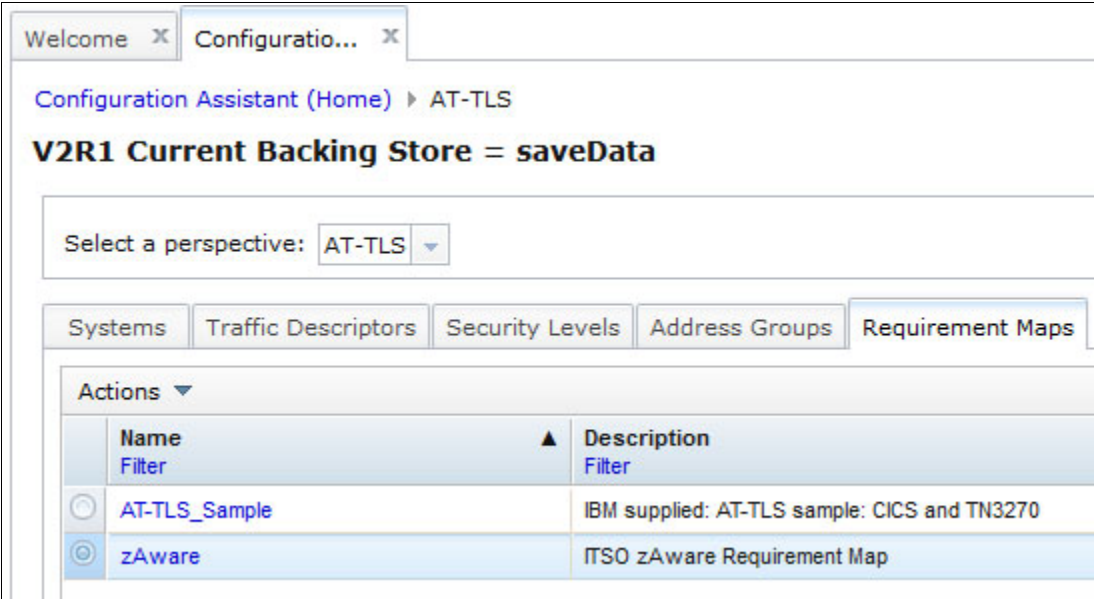 Welcome x Configuratio... x
Configuration Assistant (Home) AT-TLS
V2R1 Current Backing Store = saveData
Select a perspective: AT-TLS
Systems Traffic Descriptors Security Levels Address Groups Requirement Maps
Actions
Name Description
Filter Filter
AT-TLS_Sample IBM supplied: AT-TLS sample: CICS and TN3270
zAware ITSO zAware Requirement Map